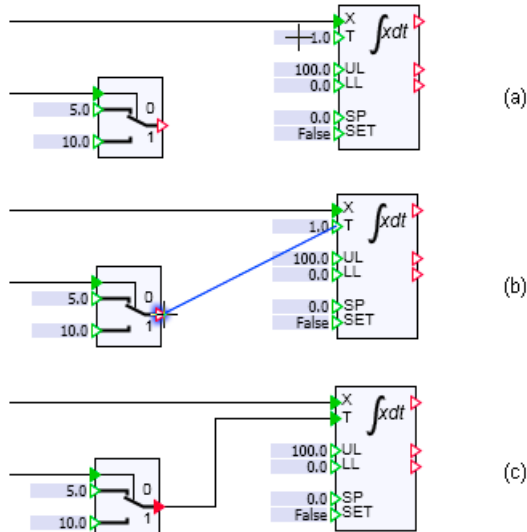 X
1.0 T ∫xdt
100.0 UL
0.0 LL
(a)
5.0 0
10.0 1
0.0 SP
False SET
X
1.0 T ∫xdt
100.0 UL
0.0 LL
(b)
5.0 0
10.0 1
0.0 SP
False SET
X
T ∫xdt
100.0 UL
0.0 LL
(c)
5.0 0
10.0 1
0.0 SP
False SET